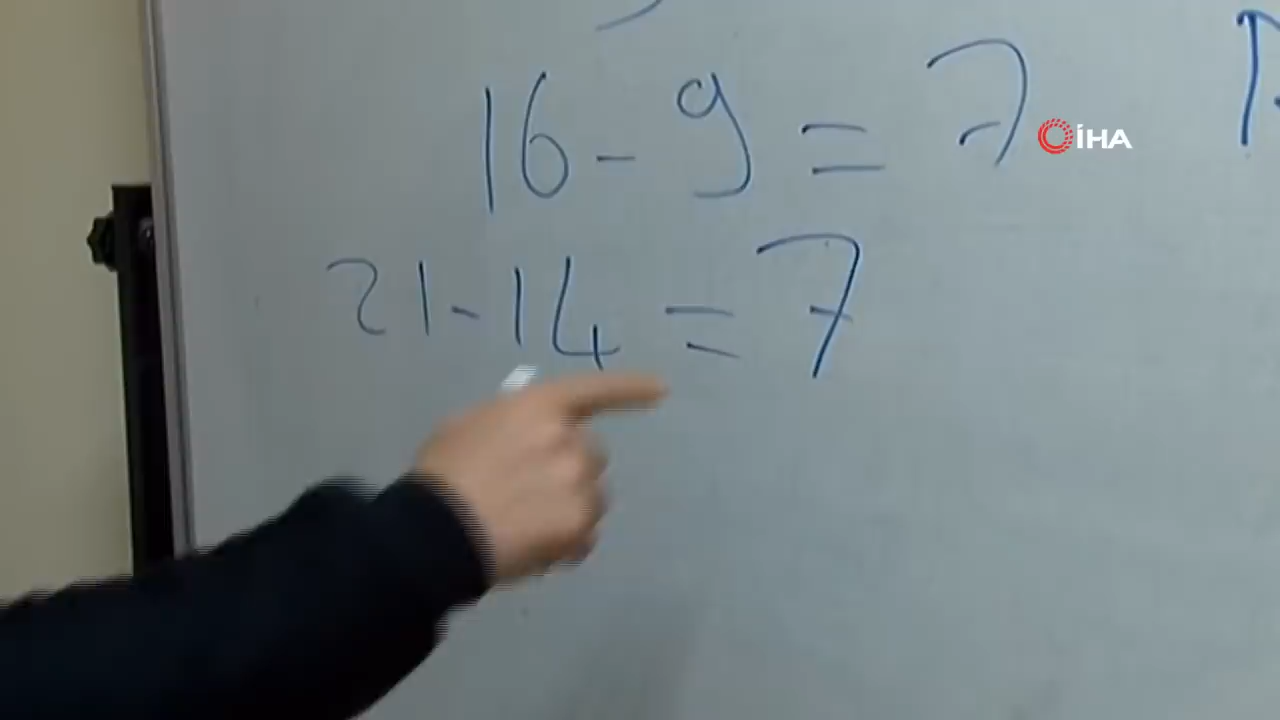 16 - 9 = 7
İHA
21 - 14 = 7